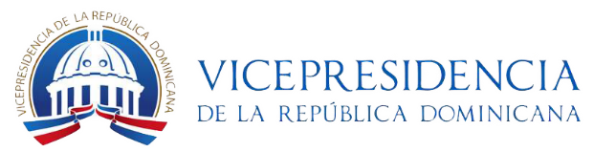 VICEPRESIDENCIA DE LA REPÚBLICA DOMINICANA
VICEPRESIDENCIA
DE LA REPÚBLICA DOMINICANA